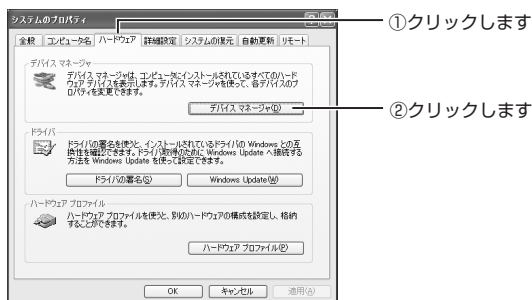 システムのプロパティ
全般 コンピュータ名 ハードウェア 詳細設定 システムの復元 自動更新 リモート
①クリックします
デバイス マネージャ
デバイス マネージャは、コンピュータにインストールされているすべてのハード
ウェア デバイスを表示します。デバイス マネージャを使って、各デバイスのプ
ロパティを変更できます。
デバイス マネージャ(D)
②クリックします
ドライバ
ドライバの署名を使うと、インストールされているドライバの Windows との互
換性を確認できます。ドライバ取得のために Windows Update へ接続する
方法を Windows Update を使って設定できます。
ドライバの署名(S) Windows Update(W)
ハードウェア プロファイル
ハードウェア プロファイルを使うと、別のハードウェアの構成を設定し、格納
することができます。
ハードウェア プロファイル(P)
OK キャンセル 適用(A)